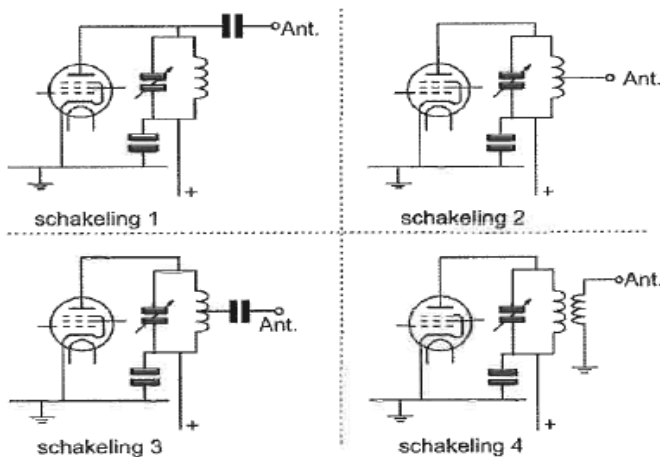 Ant.
+
schakeling 1
Ant.
+
schakeling 2
Ant.
+
schakeling 3
Ant.
+
schakeling 4